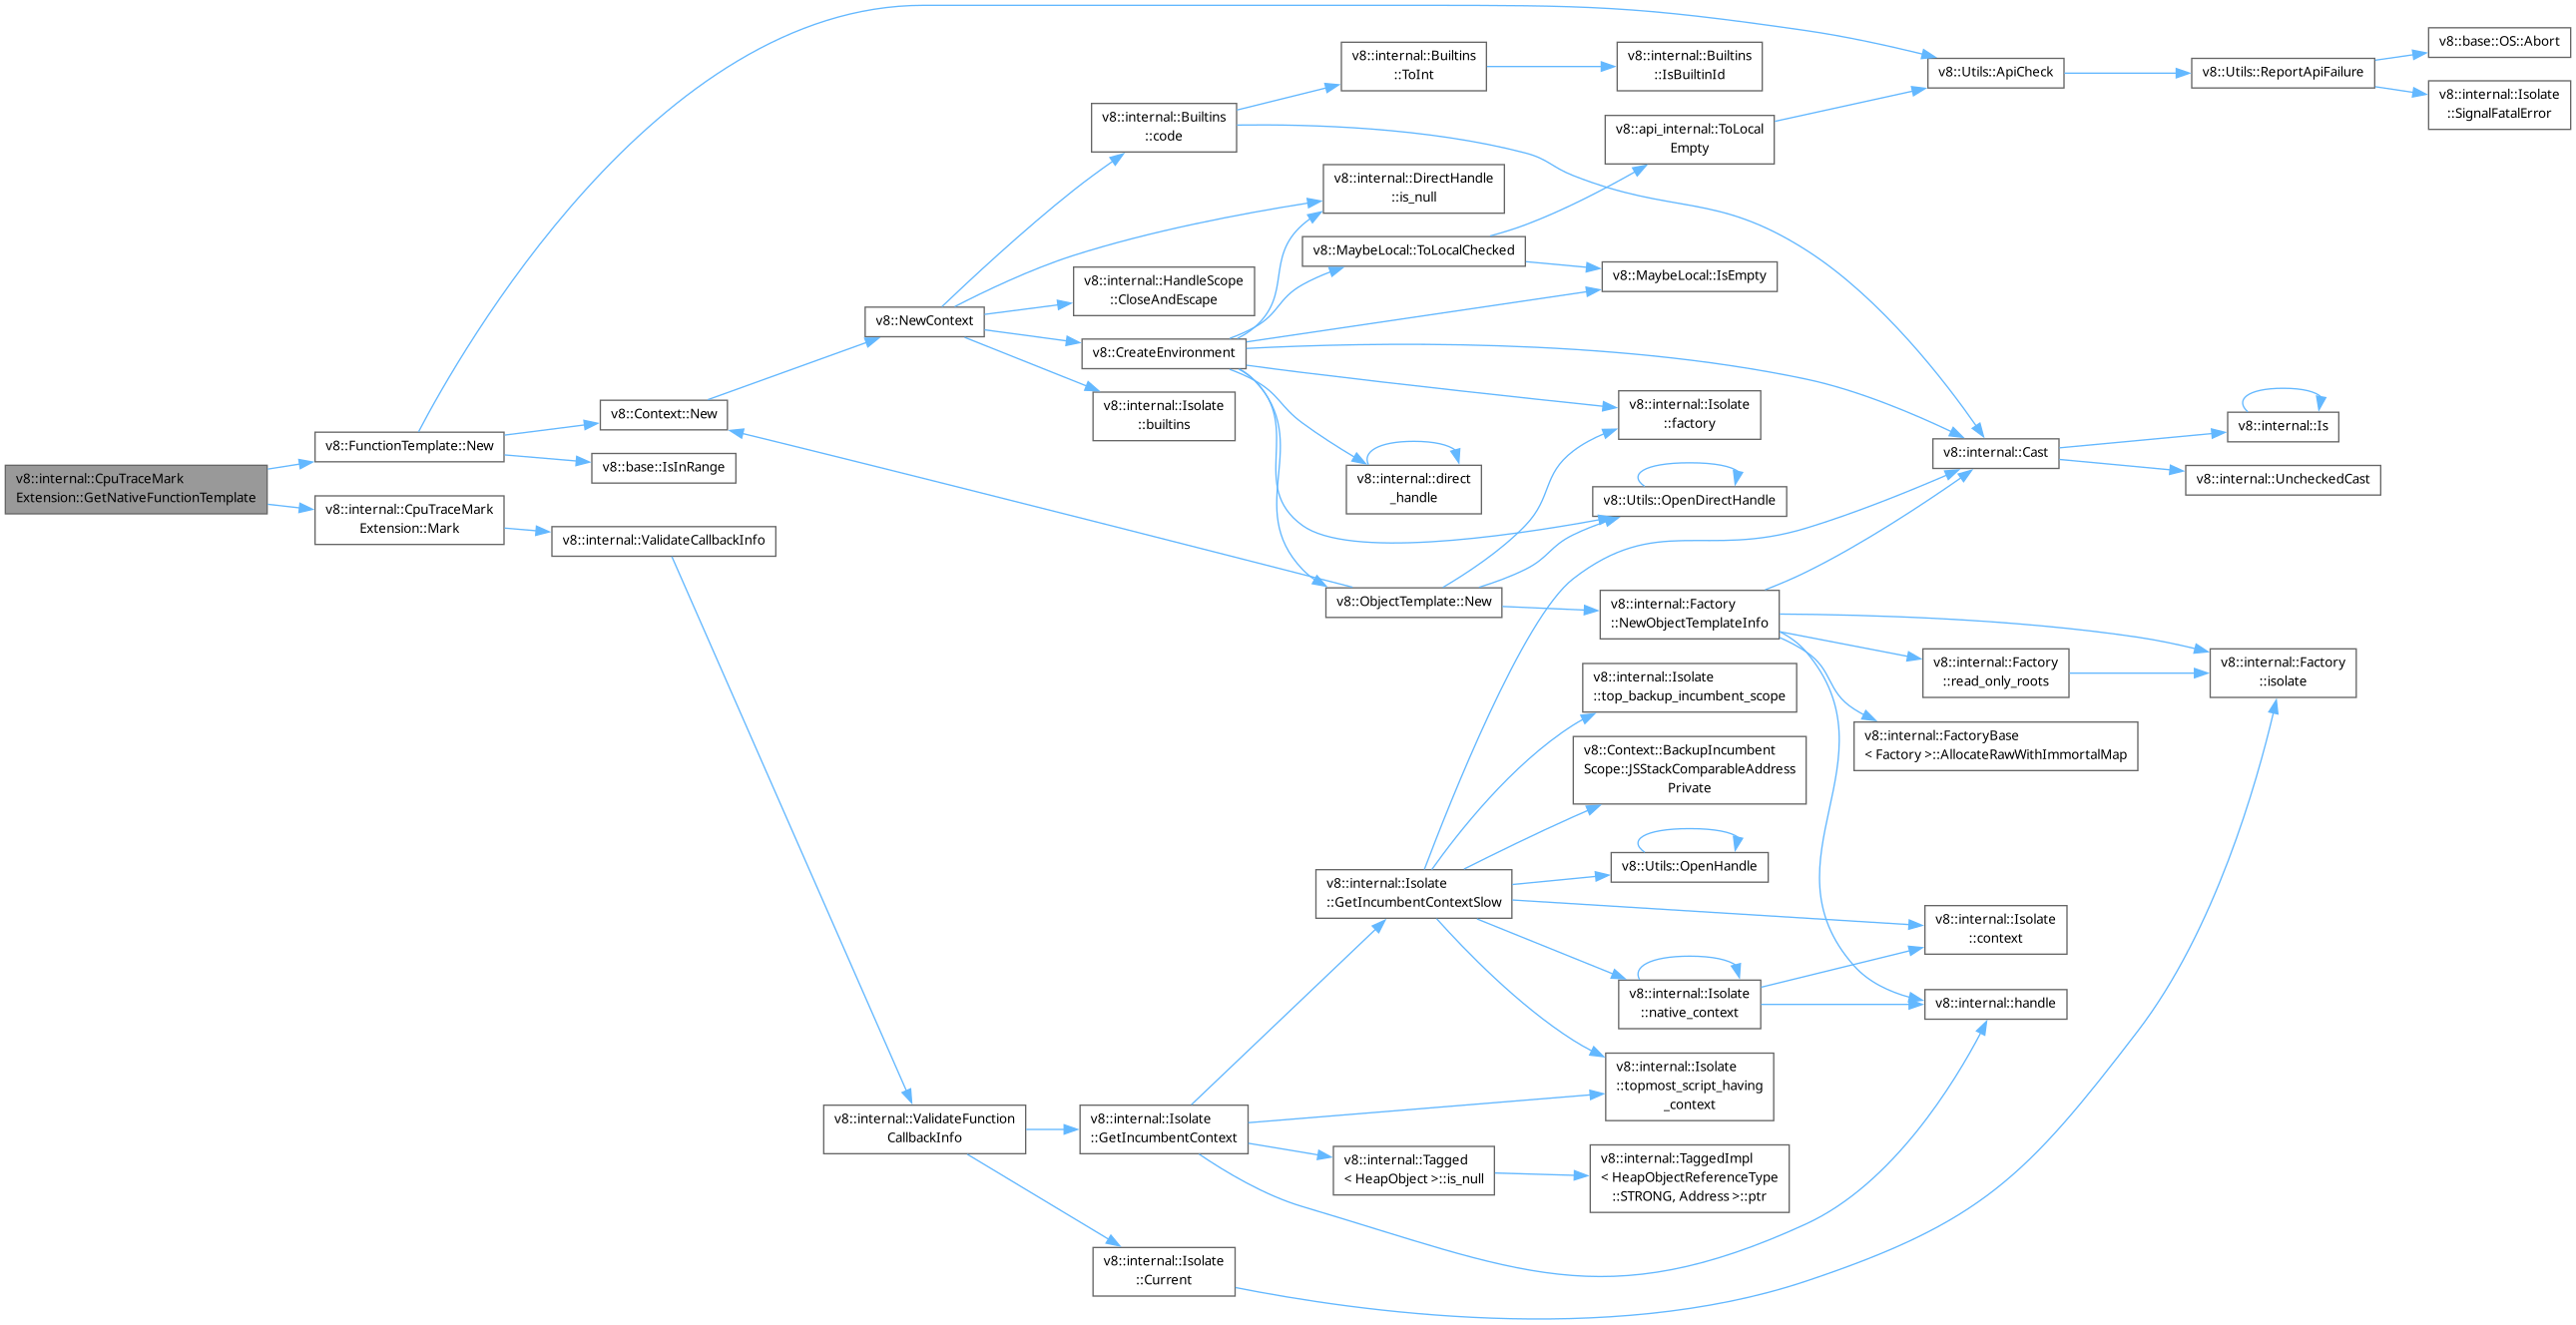 v8::internal::CpuTraceMark
Extension::GetNativeFunctionTemplate
v8::FunctionTemplate::New
v8::internal::CpuTraceMark
Extension::Mark
v8::Context::New
v8::base::IsInRange
v8::internal::ValidateCallbackInfo
v8::NewContext
v8::internal::ValidateFunction
CallbackInfo
v8::internal::Builtins
::code
v8::internal::HandleScope
::CloseAndEscape
v8::CreateEnvironment
v8::internal::Isolate
::builtins
v8::internal::Isolate
::GetIncumbentContext
v8::internal::Isolate
::Current
v8::internal::Builtins
::ToInt
v8::internal::DirectHandle
::is_null
v8::MaybeLocal::ToLocalChecked
v8::internal::direct
_handle
v8::ObjectTemplate::New
v8::internal::Isolate
::GetIncumbentContextSlow
v8::internal::Tagged
< HeapObject >::is_null
v8::internal::Builtins
::IsBuiltinId
v8::api_internal::ToLocal
Empty
v8::MaybeLocal::IsEmpty
v8::internal::Isolate
::factory
v8::Utils::OpenDirectHandle
v8::internal::Factory
::NewObjectTemplateInfo
v8::internal::Isolate
::top_backup_incumbent_scope
v8::Context::BackupIncumbent
Scope::JSStackComparableAddress
Private
v8::Utils::OpenHandle
v8::internal::Isolate
::native_context
v8::internal::Isolate
::topmost_script_having
_context
v8::internal::TaggedImpl
< HeapObjectReferenceType
::STRONG, Address >::ptr
v8::Utils::ApiCheck
v8::internal::Cast
v8::internal::Factory
::read_only_roots
v8::internal::FactoryBase
< Factory >::AllocateRawWithImmortalMap
v8::internal::Isolate
::context
v8::internal::handle
v8::Utils::ReportApiFailure
v8::internal::Is
v8::internal::UncheckedCast
v8::internal::Factory
::isolate
v8::base::OS::Abort
v8::internal::Isolate
::SignalFatalError